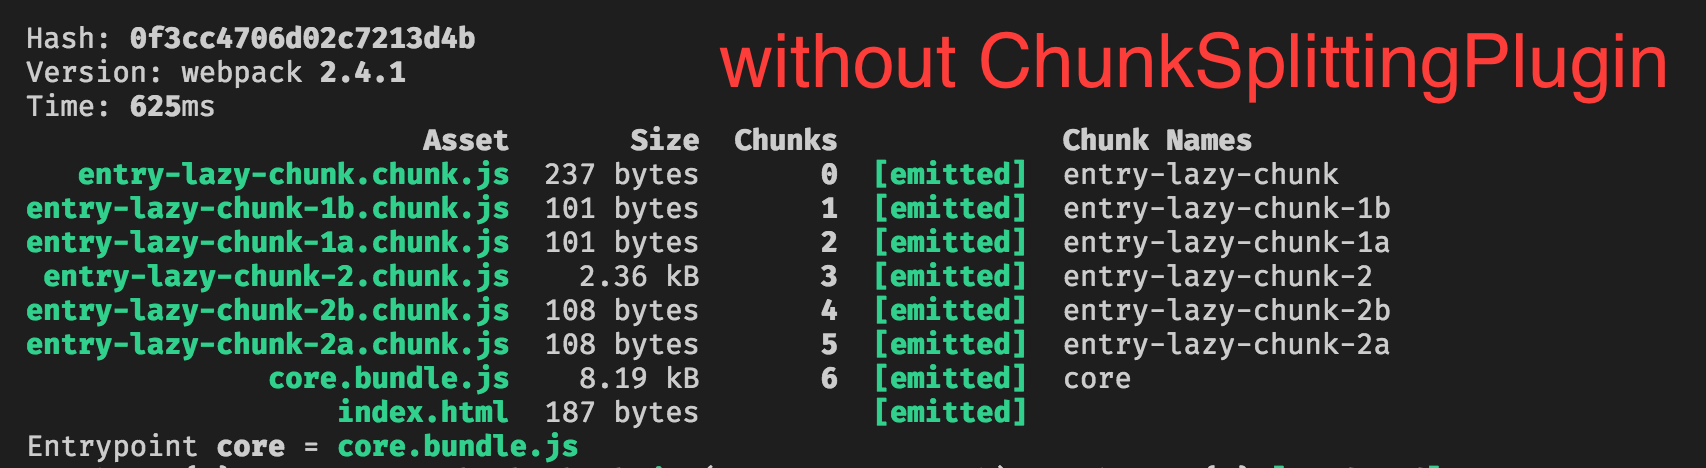 Hash: 0f3cc4706d02c7213d4b
without ChunkSplittingPlugin
Version: webpack 2.4.1
Time: 625ms
Asset Size Chunks Chunk Names
entry-lazy-chunk.chunk.js 237 bytes 0 [emitted] entry-lazy-chunk
entry-lazy-chunk-1b.chunk.js 101 bytes 1 [emitted] entry-lazy-chunk-1b
entry-lazy-chunk-1a.chunk.js 101 bytes 2 [emitted] entry-lazy-chunk-1a
entry-lazy-chunk-2.chunk.js 2.36 kB 3 [emitted] entry-lazy-chunk-2
entry-lazy-chunk-2b.chunk.js 108 bytes 4 [emitted] entry-lazy-chunk-2b
entry-lazy-chunk-2a.chunk.js 108 bytes 5 [emitted] entry-lazy-chunk-2a
core.bundle.js 8.19 kB 6 [emitted] core
index.html 187 bytes [emitted]
Entrypoint core = core.bundle.js